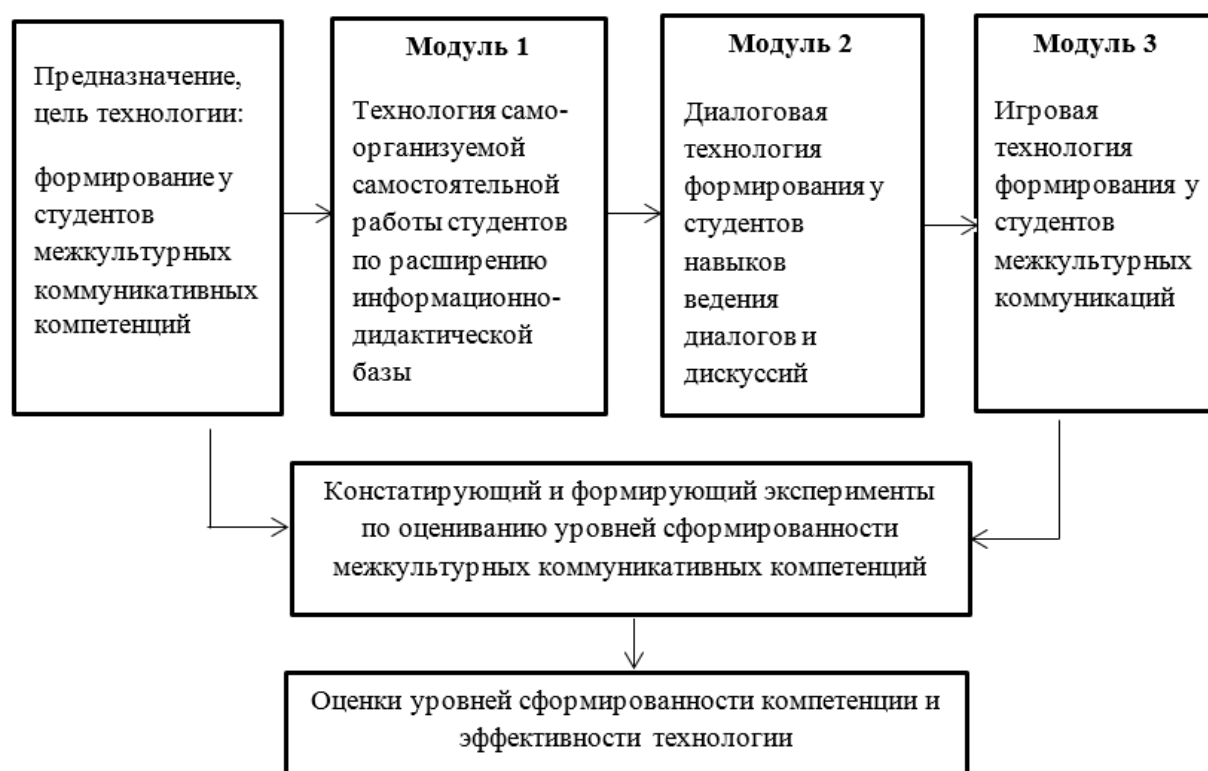 Предназначение,
цель технологии:
формирование у
студентов
межкультурных
коммуникативных
компетенций
Модуль 1
Технология само-
организуемой
самостоятельной
работы студентов
по расширению
информационно-
дидактической
базы
Модуль 2
Диалоговая
технология
формирования у
студентов
навыков
ведения
диалогов и
дискуссий
Модуль 3
Игровая
технология
формирования у
студентов
межкультурных
коммуникаций
Констатирующий и формирующий эксперименты
по оцениванию уровней сформированности
межкультурных коммуникативных компетенций
Оценки уровней сформированности компетенции и
эффективности технологии